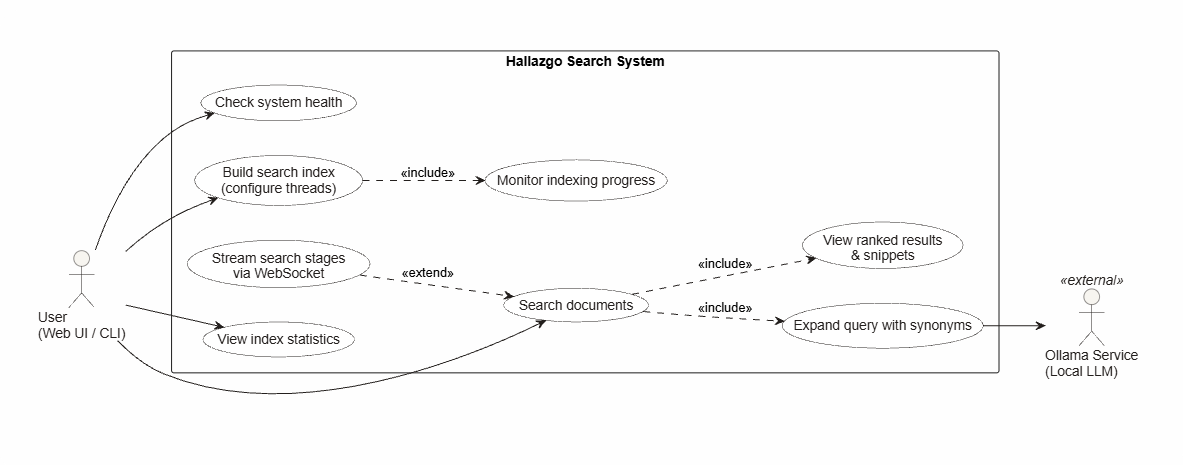 Hallazgo Search System
Check system health
Build search index
(configure threads)
«include»
Monitor indexing progress
Stream search stages
via WebSocket
«extend»
Search documents
«include»
View ranked results
& snippets
«include»
Expand query with synonyms
View index statistics
User
(Web UI / CLI)
«external»
Ollama Service
(Local LLM)